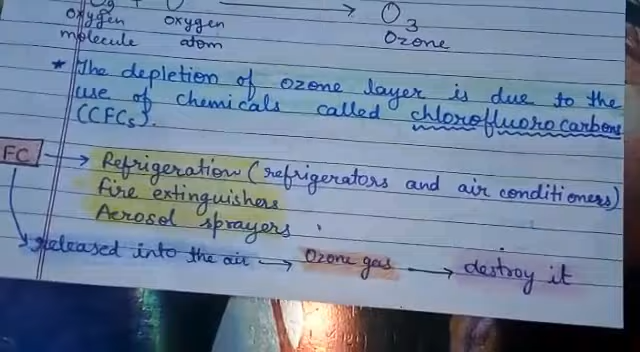 O₂ + O → O₃
oxygen oxygen Ozone
molecule atom
* The depletion of ozone layer is due to the
use of chemicals called chlorofluorocarbons
(CFCs).
FC → Refrigeration (refrigerators and air conditioners)
fire extinguishers
Aerosol sprayers
released into the air → Ozone gas → destroy it